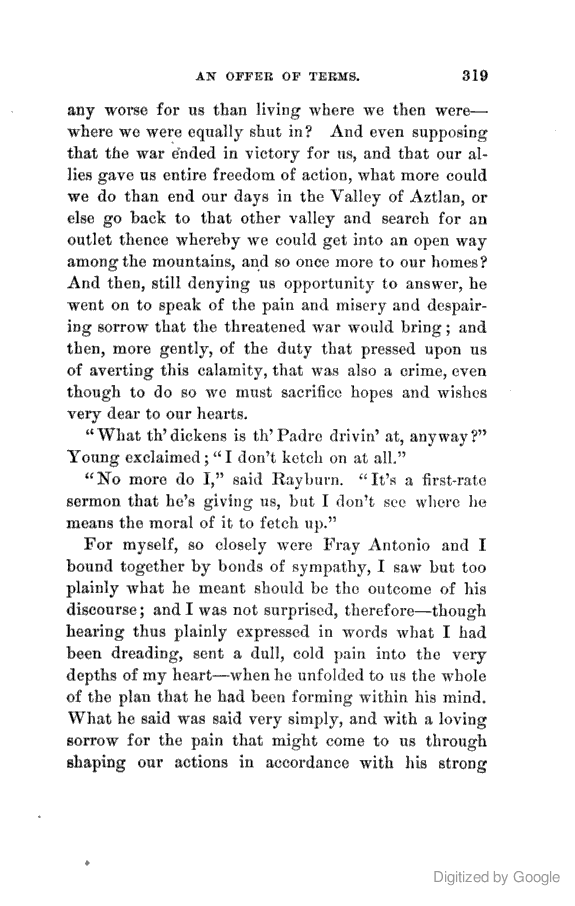 AN OFFER OF TERMS. 319
any worse for us than living where we then were—
where we were equally shut in? And even supposing
that the war ended in victory for us, and that our al-
lies gave us entire freedom of action, what more could
we do than end our days in the Valley of Aztlan, or
else go back to that other valley and search for an
outlet thence whereby we could get into an open way
among the mountains, and so once more to our homes?
And then, still denying us opportunity to answer, he
went on to speak of the pain and misery and despair-
ing sorrow that the threatened war would bring; and
then, more gently, of the duty that pressed upon us
of averting this calamity, that was also a crime, even
though to do so we must sacrifice hopes and wishes
very dear to our hearts.
“What th’ dickens is th’ Padre drivin’ at, anyway?”
Young exclaimed; “I don’t ketch on at all.”
“No more do I,” said Rayburn. “It’s a first-rate
sermon that he’s giving us, but I don’t see where he
means the moral of it to fetch up.”
For myself, so closely were Fray Antonio and I
bound together by bonds of sympathy, I saw but too
plainly what he meant should be the outcome of his
discourse; and I was not surprised, therefore—though
hearing thus plainly expressed in words what I had
been dreading, sent a dull, cold pain into the very
depths of my heart—when he unfolded to us the whole
of the plan that he had been forming within his mind.
What he said was said very simply, and with a loving
sorrow for the pain that might come to us through
shaping our actions in accordance with his strong
Digitized by Google